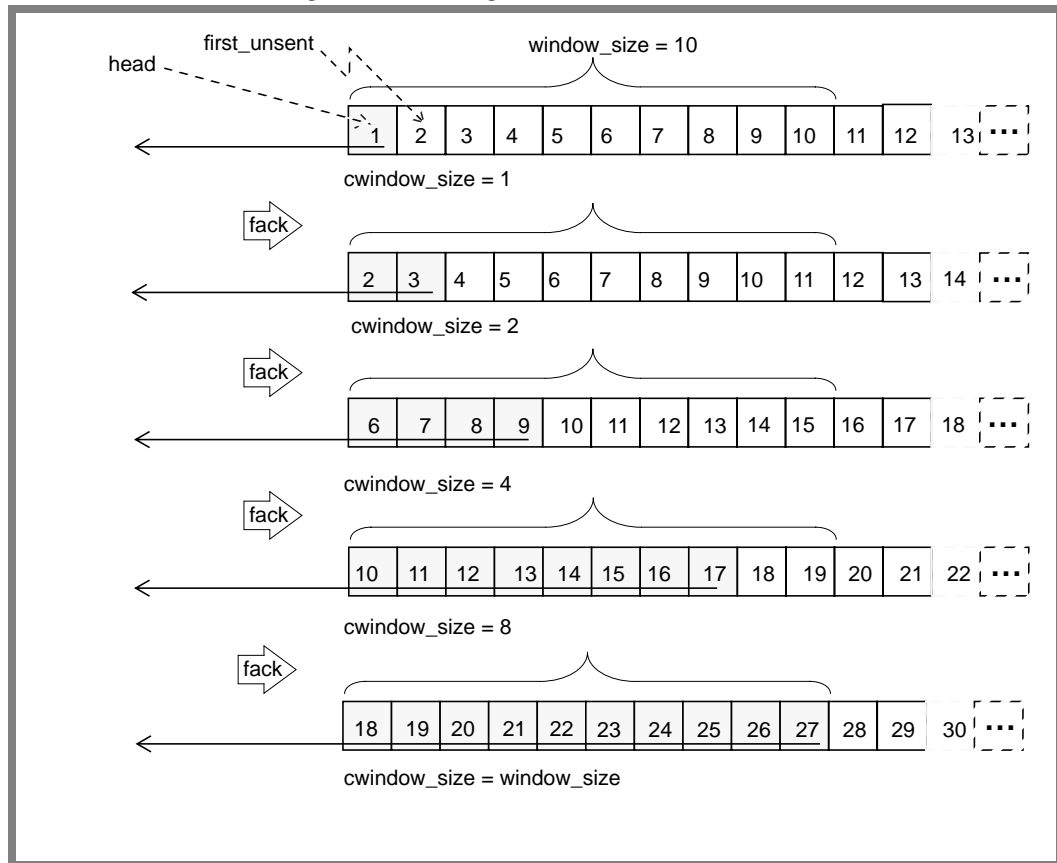 first_unsent window_size = 10
head
1 2 3 4 5 6 7 8 9 10 11 12 13 ...
cwindow_size = 1
fack
2 3 4 5 6 7 8 9 10 11 12 13 14 ...
cwindow_size = 2
fack
6 7 8 9 10 11 12 13 14 15 16 17 18 ...
cwindow_size = 4
fack
10 11 12 13 14 15 16 17 18 19 20 21 22 ...
cwindow_size = 8
fack
18 19 20 21 22 23 24 25 26 27 28 29 30 ...
cwindow_size = window_size